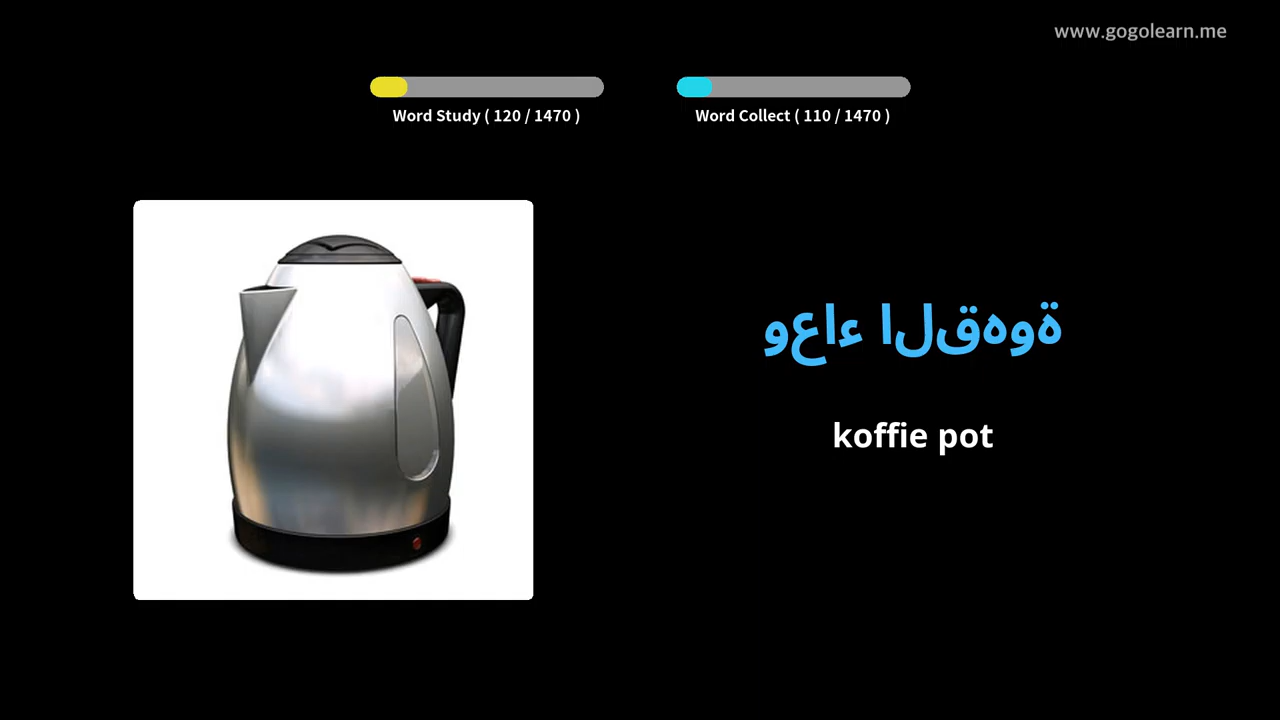 www.gogolearn.me
Word Study ( 120 / 1470 )
Word Collect ( 110 / 1470 )
وعاء القهوة
koffie pot